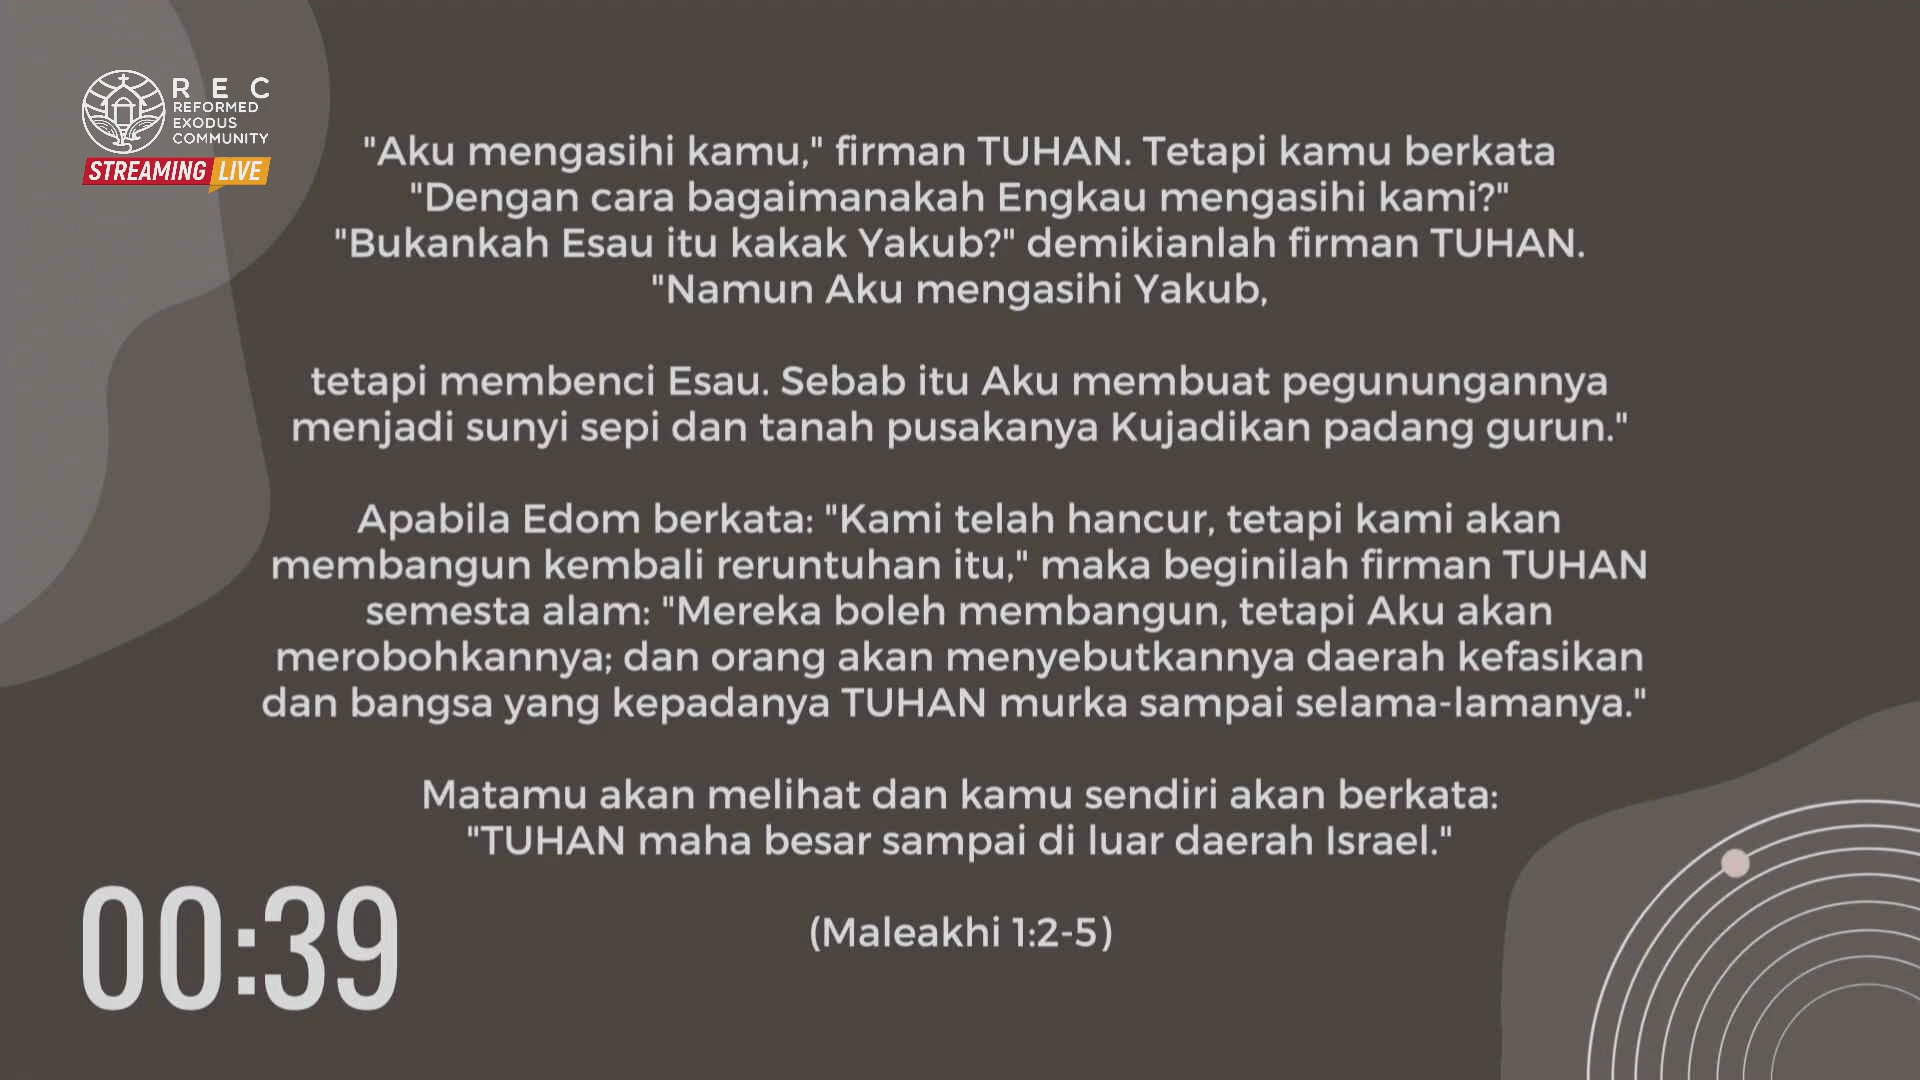 R E C
REFORMED
EXODUS
COMMUNITY
STREAMING LIVE
"Aku mengasihi kamu," firman TUHAN. Tetapi kamu berkata
"Dengan cara bagaimanakah Engkau mengasihi kami?"
"Bukankah Esau itu kakak Yakub?" demikianlah firman TUHAN.
"Namun Aku mengasihi Yakub,
tetapi membenci Esau. Sebab itu Aku membuat pegunungannya
menjadi sunyi sepi dan tanah pusakanya Kujadikan padang gurun."
Apabila Edom berkata: "Kami telah hancur, tetapi kami akan
membangun kembali reruntuhan itu," maka beginilah firman TUHAN
semesta alam: "Mereka boleh membangun, tetapi Aku akan
merobohkannya; dan orang akan menyebutkannya daerah kefasikan
dan bangsa yang kepadanya TUHAN murka sampai selama-lamanya."
Matamu akan melihat dan kamu sendiri akan berkata:
"TUHAN maha besar sampai di luar daerah Israel."
(Maleakhi 1:2-5)
00:39